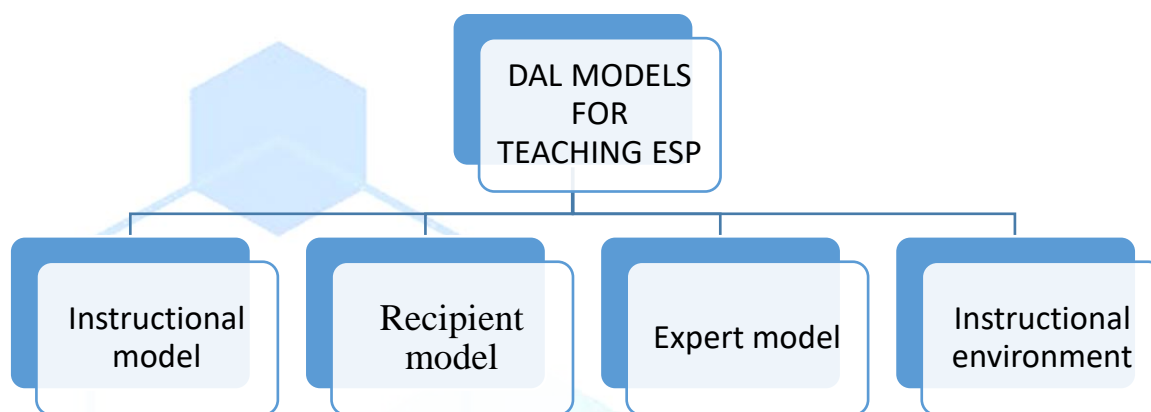 DAL MODELS
FOR
TEACHING ESP
Instructional
model
Recipient
model
Expert model
Instructional
environment